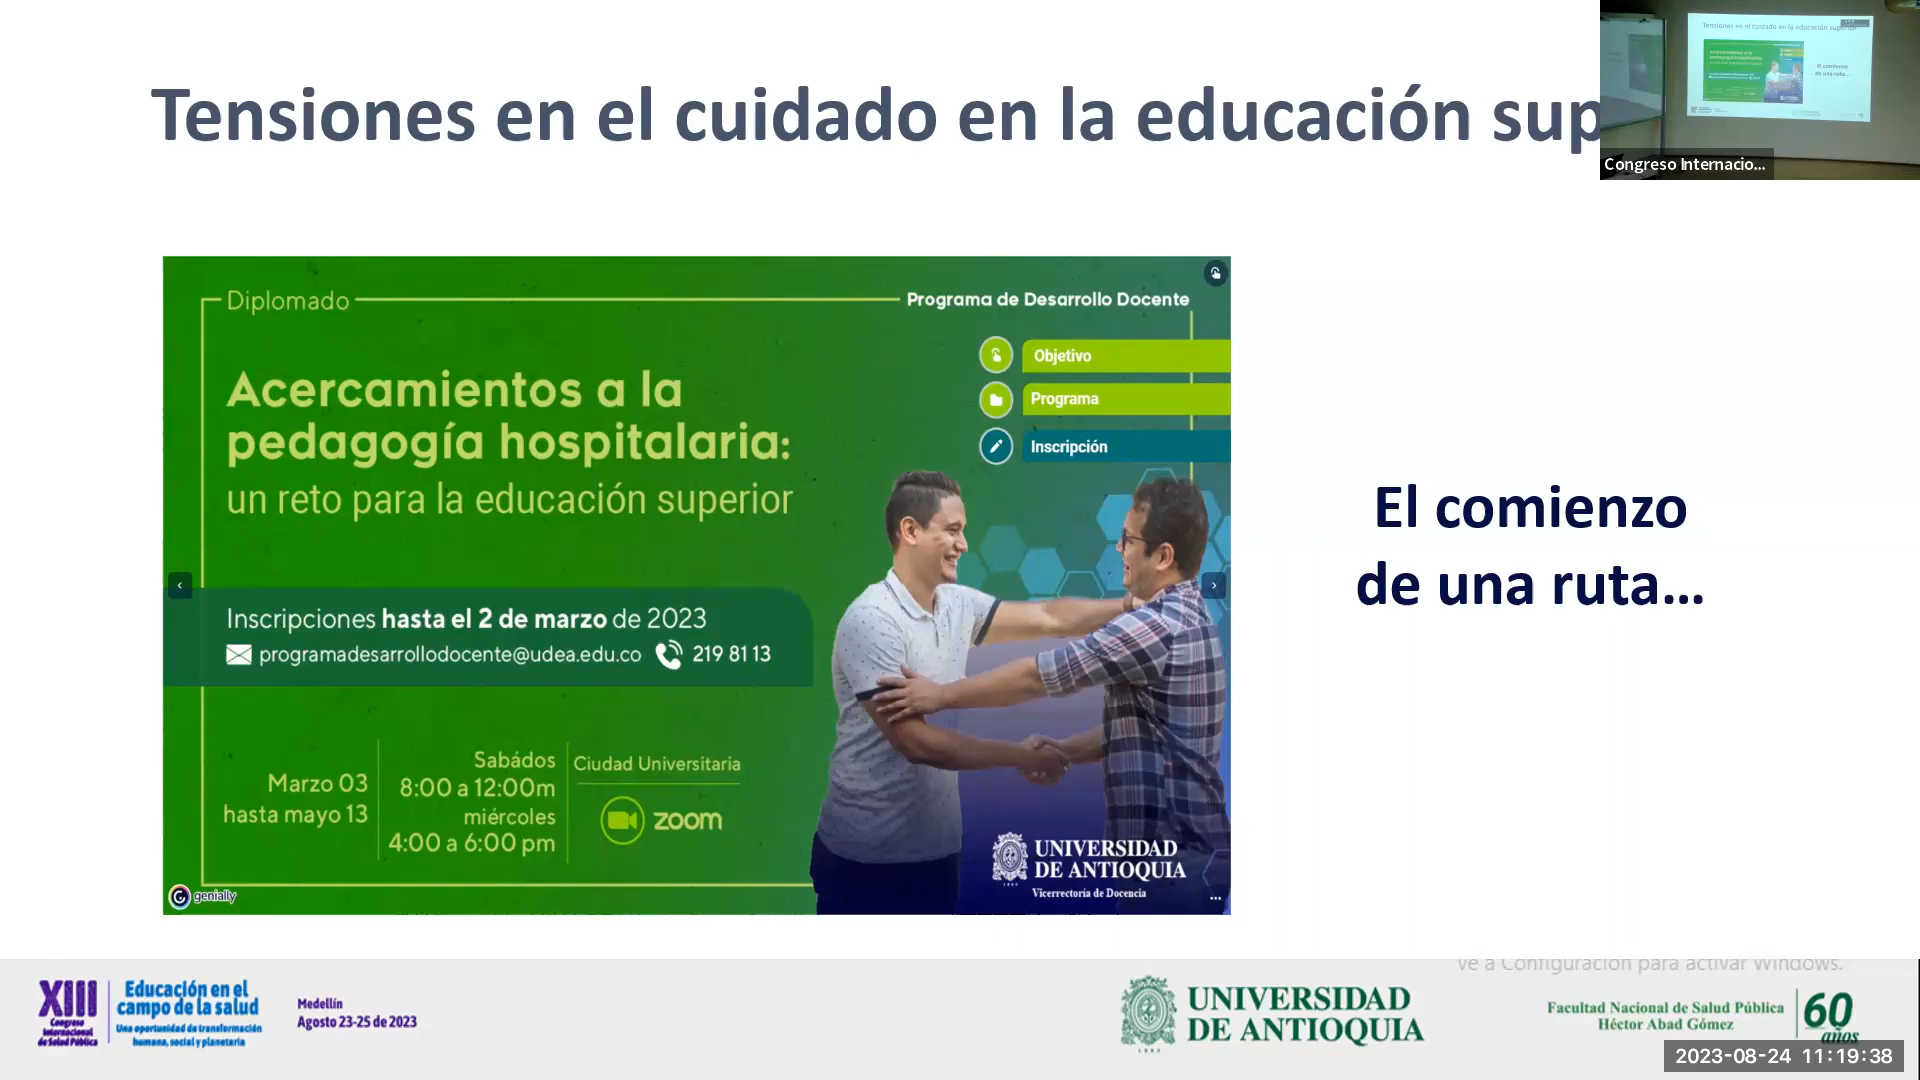 Tensiones en el cuidado en la educación sup
Congreso Internacio...
Diplomado
Programa de Desarrollo Docente
Objetivo
Programa
Inscripción
Acercamientos a la
pedagogía hospitalaria:
un reto para la educación superior
El comienzo
de una ruta...
Inscripciones hasta el 2 de marzo de 2023
programadesarrollodocente@udea.edu.co 219 81 13
Marzo 03
hasta mayo 13
Sabádos
8:00 a 12:00m
miércoles
4:00 a 6:00 pm
Ciudad Universitaria
zoom
UNIVERSIDAD
DE ANTIOQUIA
Vicerrectoría de Docencia
genially
Ve a Configuración para activar Windows.
XIII
Congreso
Internacional
de Salud Pública
Educación en el
campo de la salud
Una oportunidad de transformación
humana, social y planetaria
Medellín
Agosto 23-25 de 2023
UNIVERSIDAD
DE ANTIOQUIA
1803
Facultad Nacional de Salud Pública
Héctor Abad Gómez
60
años
2023-08-24 11:19:38